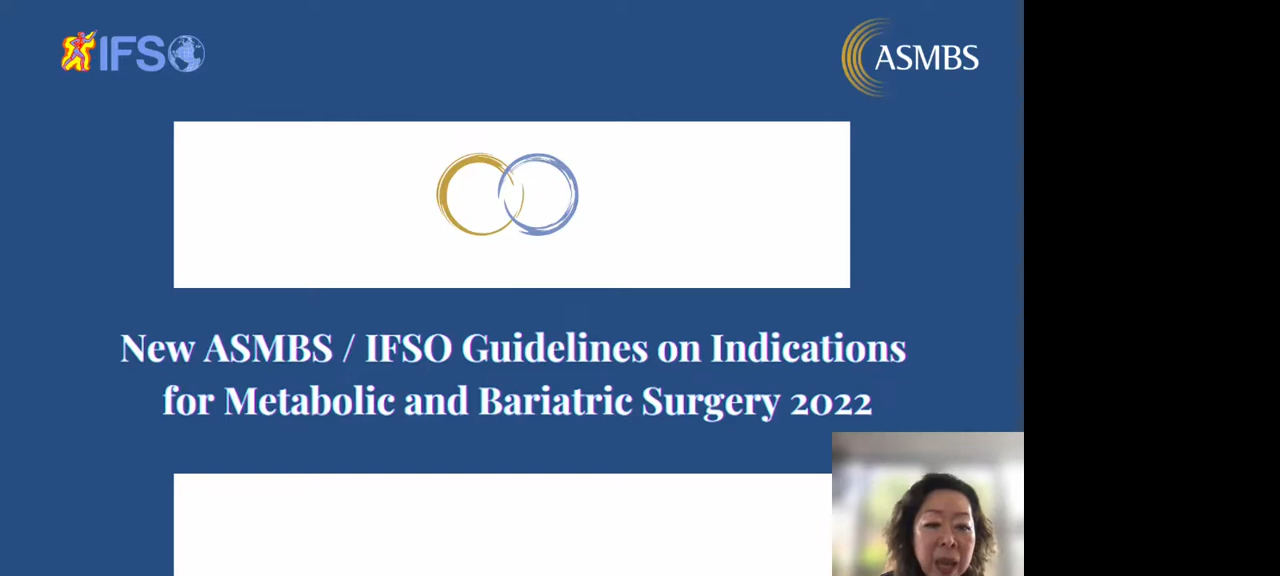 IFSO
ASMBS
New ASMBS / IFSO Guidelines on Indications
for Metabolic and Bariatric Surgery 2022